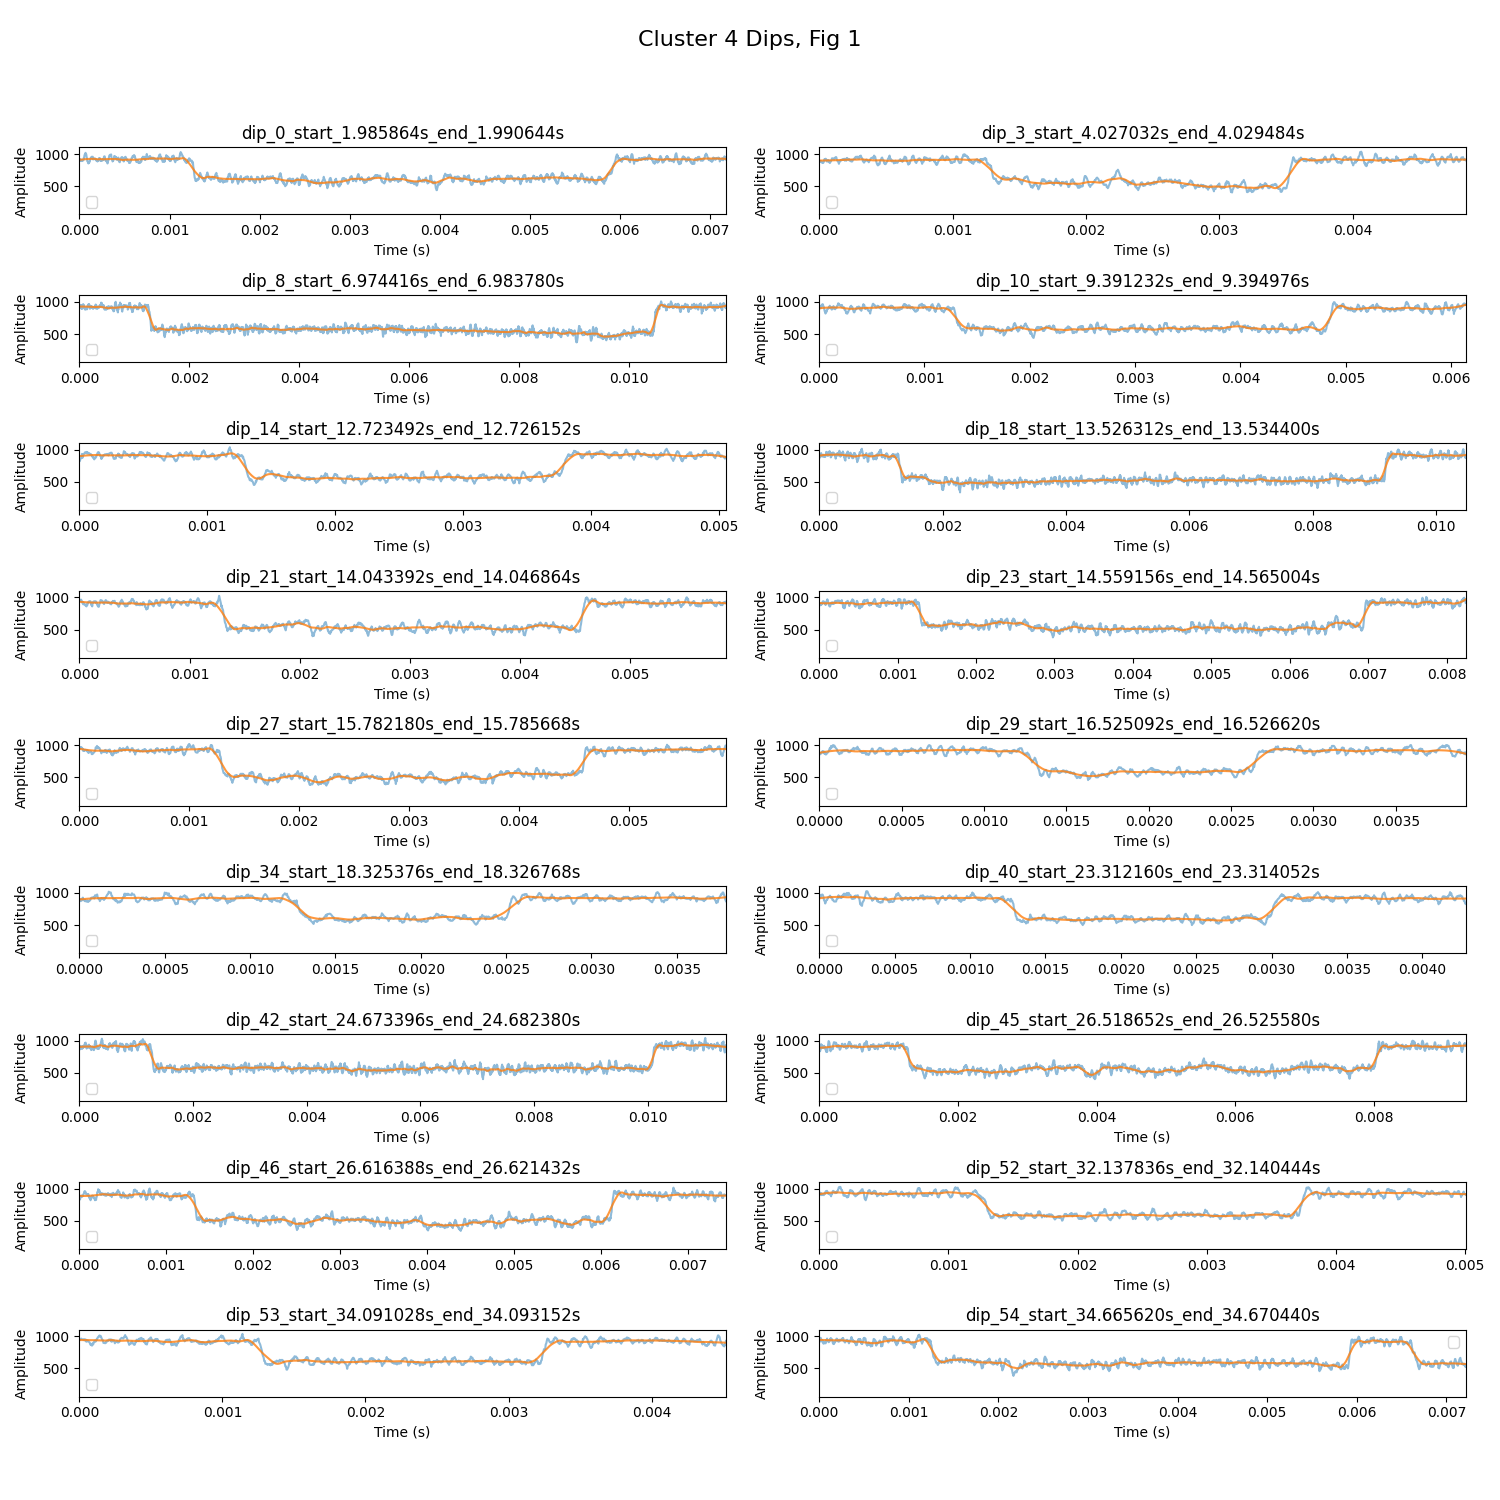 Cluster 4 Dips, Fig 1
dip_0_start_1.985864s_end_1.990644s
dip_3_start_4.027032s_end_4.029484s
Amplitude
1000
500
Amplitude
1000
500
0.000 0.001 0.002 0.003 0.004 0.005 0.006 0.007
0.000 0.001 0.002 0.003 0.004
Time (s)
Time (s)
dip_8_start_6.974416s_end_6.983780s
dip_10_start_9.391232s_end_9.394976s
Amplitude
1000
500
Amplitude
1000
500
0.000 0.002 0.004 0.006 0.008 0.010
0.000 0.001 0.002 0.003 0.004 0.005 0.006
Time (s)
Time (s)
dip_14_start_12.723492s_end_12.726152s
dip_18_start_13.526312s_end_13.534400s
Amplitude
1000
500
Amplitude
1000
500
0.000 0.001 0.002 0.003 0.004 0.005
0.000 0.002 0.004 0.006 0.008 0.010
Time (s)
Time (s)
dip_21_start_14.043392s_end_14.046864s
dip_23_start_14.559156s_end_14.565004s
Amplitude
1000
500
Amplitude
1000
500
0.000 0.001 0.002 0.003 0.004 0.005
0.000 0.001 0.002 0.003 0.004 0.005 0.006 0.007 0.008
Time (s)
Time (s)
dip_27_start_15.782180s_end_15.785668s
dip_29_start_16.525092s_end_16.526620s
Amplitude
1000
500
Amplitude
1000
500
0.000 0.001 0.002 0.003 0.004 0.005
0.0000 0.0005 0.0010 0.0015 0.0020 0.0025 0.0030 0.0035
Time (s)
Time (s)
dip_34_start_18.325376s_end_18.326768s
dip_40_start_23.312160s_end_23.314052s
Amplitude
1000
500
Amplitude
1000
500
0.0000 0.0005 0.0010 0.0015 0.0020 0.0025 0.0030 0.0035
0.0000 0.0005 0.0010 0.0015 0.0020 0.0025 0.0030 0.0035 0.0040
Time (s)
Time (s)
dip_42_start_24.673396s_end_24.682380s
dip_45_start_26.518652s_end_26.525580s
Amplitude
1000
500
Amplitude
1000
500
0.000 0.002 0.004 0.006 0.008 0.010
0.000 0.002 0.004 0.006 0.008
Time (s)
Time (s)
dip_46_start_26.616388s_end_26.621432s
dip_52_start_32.137836s_end_32.140444s
Amplitude
1000
500
Amplitude
1000
500
0.000 0.001 0.002 0.003 0.004 0.005 0.006 0.007
0.000 0.001 0.002 0.003 0.004 0.005
Time (s)
Time (s)
dip_53_start_34.091028s_end_34.093152s
dip_54_start_34.665620s_end_34.670440s
Amplitude
1000
500
Amplitude
1000
500
0.000 0.001 0.002 0.003 0.004
0.000 0.001 0.002 0.003 0.004 0.005 0.006 0.007
Time (s)
Time (s)